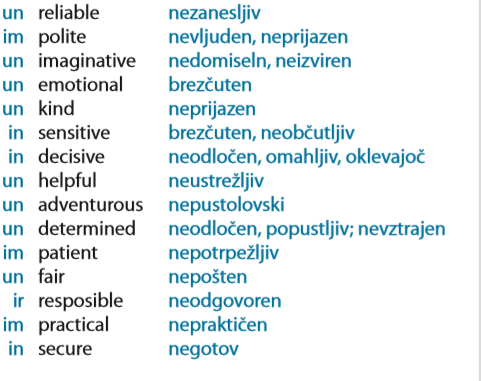 un reliable nezanesljiv
im polite nevljuden, neprijazen
un imaginative nedomiseln, neizviren
un emotional brezčuten
un kind neprijazen
in sensitive brezčuten, neobčutljiv
in decisive neodločen, omahljiv, oklevajoč
un helpful neustrežljiv
un adventurous nepustolovski
un determined neodločen, popustljiv; nevztrajen
im patient nepotrpežljiv
un fair nepošten
ir resposible neodgovoren
im practical nepraktičen
in secure negotov